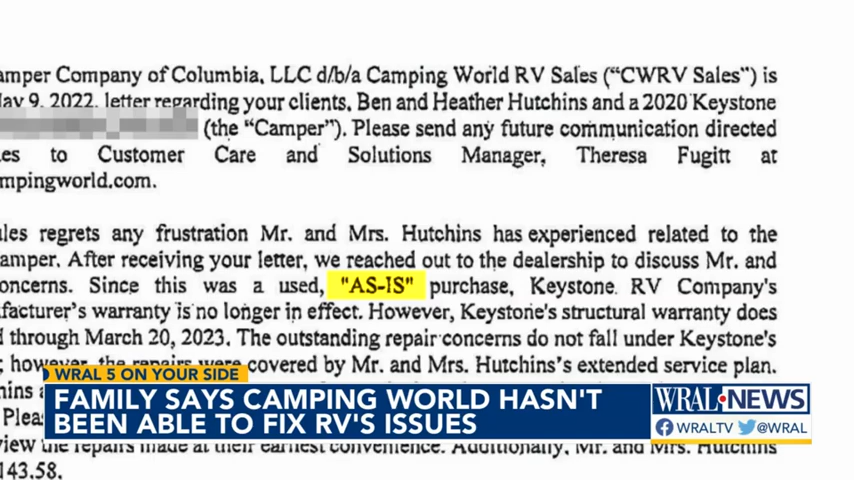 amper Company of Columbia, LLC d/b/a Camping World RV Sales ("CWRV Sales") is
May 9, 2022, letter regarding your clients, Ben and Heather Hutchins and a 2020 Keystone
(the "Camper"). Please send any future communication directed
es to Customer Care and Solutions Manager, Theresa Fugitt at
mpingworld.com.
ales regrets any frustration Mr. and Mrs. Hutchins has experienced related to the
amper. After receiving your letter, we reached out to the dealership to discuss Mr. and
oncerns. Since this was a used, "AS-IS" purchase, Keystone RV Company's
facturer's warranty is no longer in effect. However, Keystone's structural warranty does
d through March 20, 2023. The outstanding repair concerns do not fall under Keystone's
; however, the repairs were covered by Mr. and Mrs. Hutchins's extended service plan.
hins
Plea
view the repairs made at their earliest convenience. Additionally, Mr. and Mrs. Hutchins
143.58.
WRAL 5 ON YOUR SIDE
FAMILY SAYS CAMPING WORLD HASN'T
BEEN ABLE TO FIX RV'S ISSUES
WRAL NEWS
WRALTV @WRAL